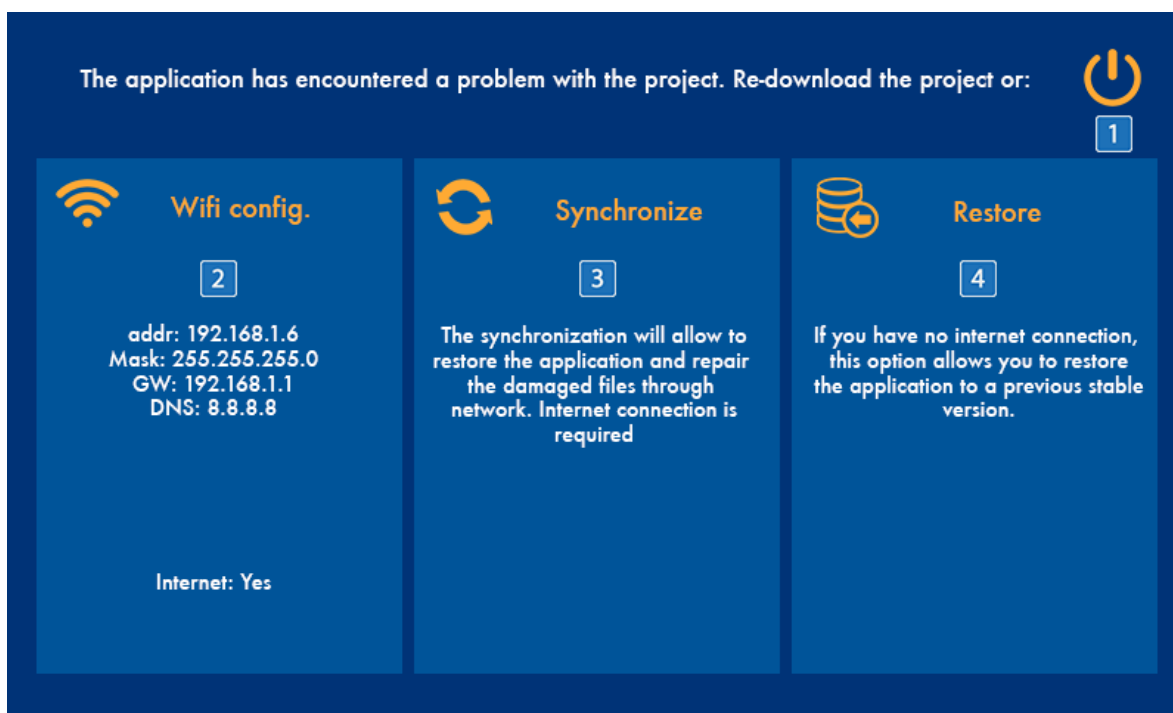 The application has encountered a problem with the project. Re-download the project or:
1
Wifi config.
2
addr: 192.168.1.6
Mask: 255.255.255.0
GW: 192.168.1.1
DNS: 8.8.8.8
Internet: Yes
Synchronize
3
The synchronization will allow to
restore the application and repair
the damaged files through
network. Internet connection is
required
Restore
4
If you have no internet connection,
this option allows you to restore
the application to a previous stable
version.